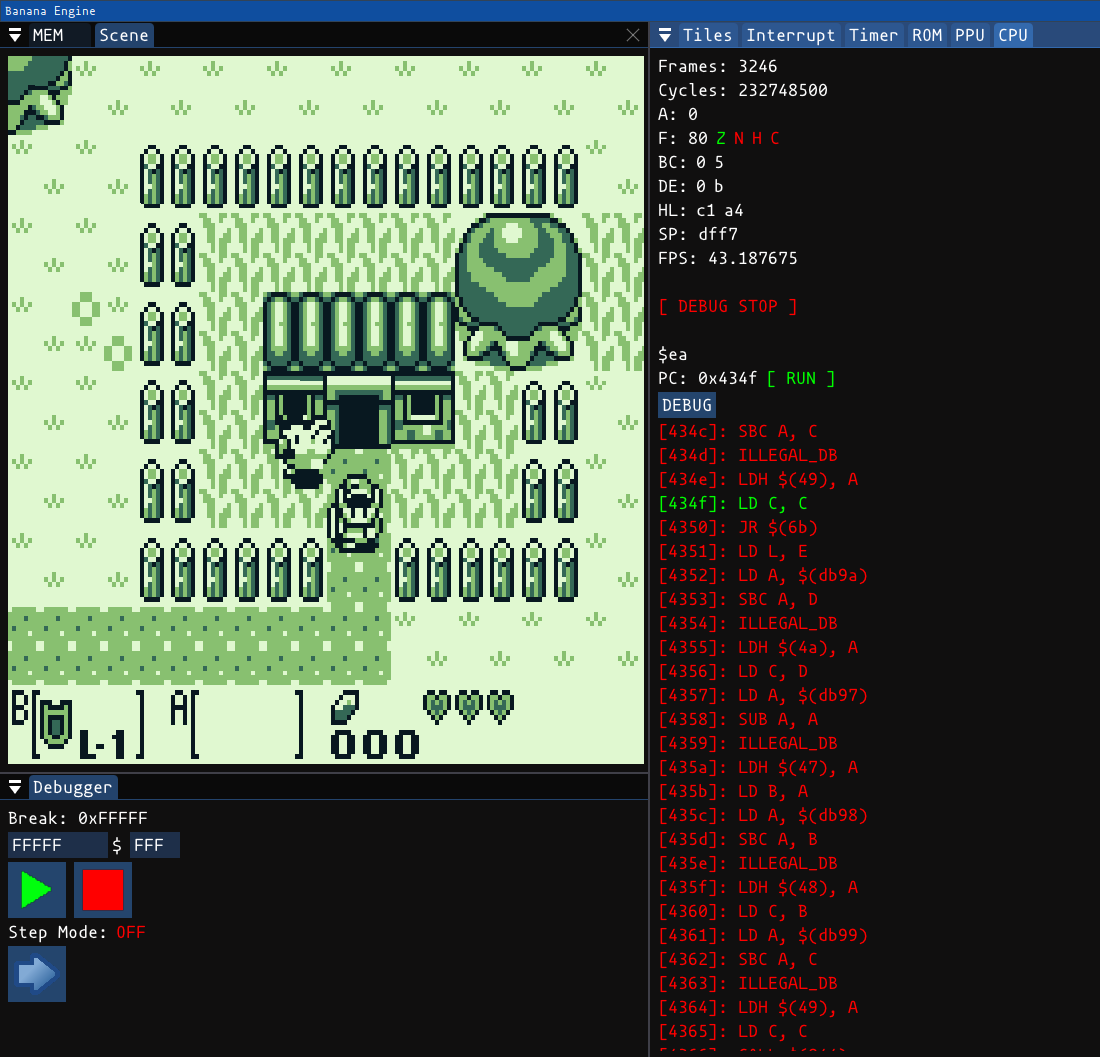 Banana Engine
MEM Scene
B L-1 A 000
Debugger
Break: 0xFFFFF
FFFFF $ FFF
Step Mode: OFF
Tiles Interrupt Timer ROM PPU CPU
Frames: 3246
Cycles: 232748500
A: 0
F: 80 Z N H C
BC: 0 5
DE: 0 b
HL: c1 a4
SP: dff7
FPS: 43.187675
[ DEBUG STOP ]
$ea
PC: 0x434f [ RUN ]
DEBUG
[434c]: SBC A, C
[434d]: ILLEGAL_DB
[434e]: LDH $(49), A
[434f]: LD C, C
[4350]: JR $(6b)
[4351]: LD L, E
[4352]: LD A, $(db9a)
[4353]: SBC A, D
[4354]: ILLEGAL_DB
[4355]: LDH $(4a), A
[4356]: LD C, D
[4357]: LD A, $(db97)
[4358]: SUB A, A
[4359]: ILLEGAL_DB
[435a]: LDH $(47), A
[435b]: LD B, A
[435c]: LD A, $(db98)
[435d]: SBC A, B
[435e]: ILLEGAL_DB
[435f]: LDH $(48), A
[4360]: LD C, B
[4361]: LD A, $(db99)
[4362]: SBC A, C
[4363]: ILLEGAL_DB
[4364]: LDH $(49), A
[4365]: LD C, C